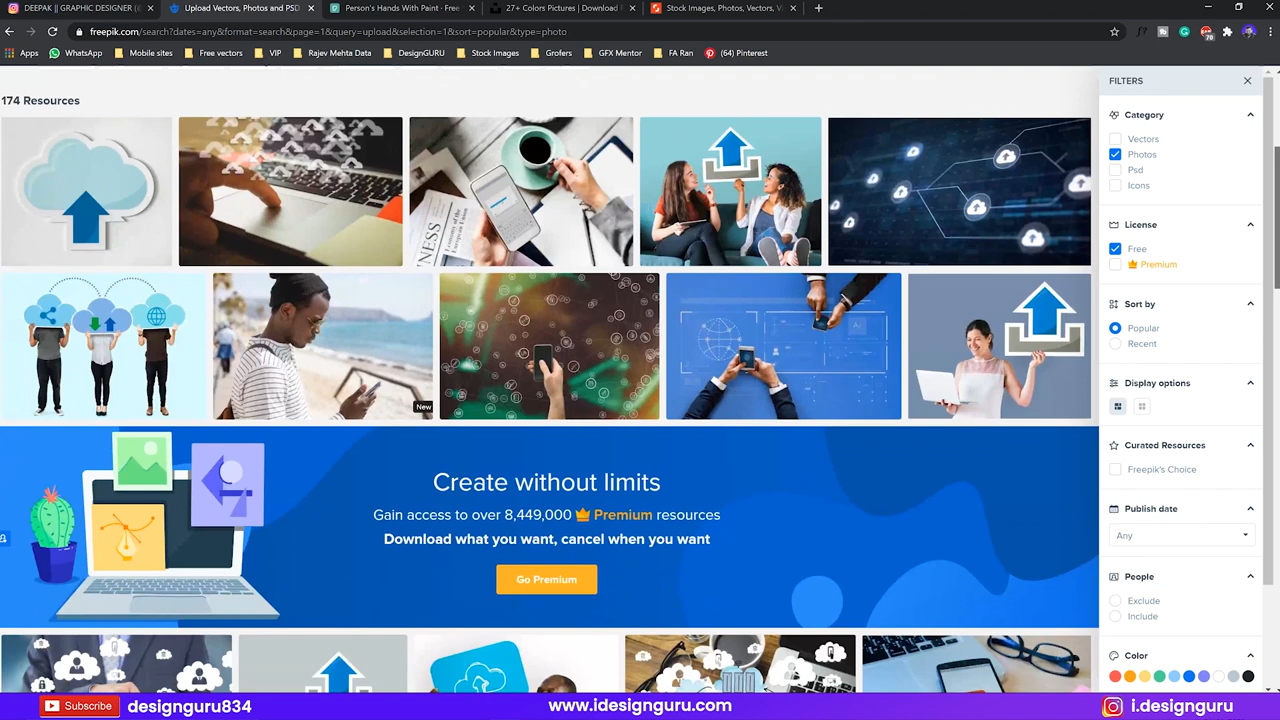 DEEPAK || GRAPHIC DESIGNER (@
Upload Vectors, Photos and PSD
Person's Hands With Paint · Free
27+ Colors Pictures | Download F
Stock Images, Photos, Vectors, V
freepik.com/search?dates=any&format=search&page=1&query=upload&selection=1&sort=popular&type=photo
70
Apps
WhatsApp
Mobile sites
Free vectors
VIP
Rajev Mehta Data
DesignGURU
Stock Images
Grofers
GFX Mentor
FA Ran
(64) Pinterest
174 Resources
NESS
New
Create without limits
Gain access to over 8,449,000 Premium resources
Download what you want, cancel when you want
Go Premium
FILTERS
Category
Vectors
Photos
Psd
Icons
License
Free
Premium
Sort by
Popular
Recent
Display options
Curated Resources
Freepik's Choice
Publish date
Any
People
Exclude
Include
Color
Subscribe
designguru834
www.idesignguru.com
i.designguru